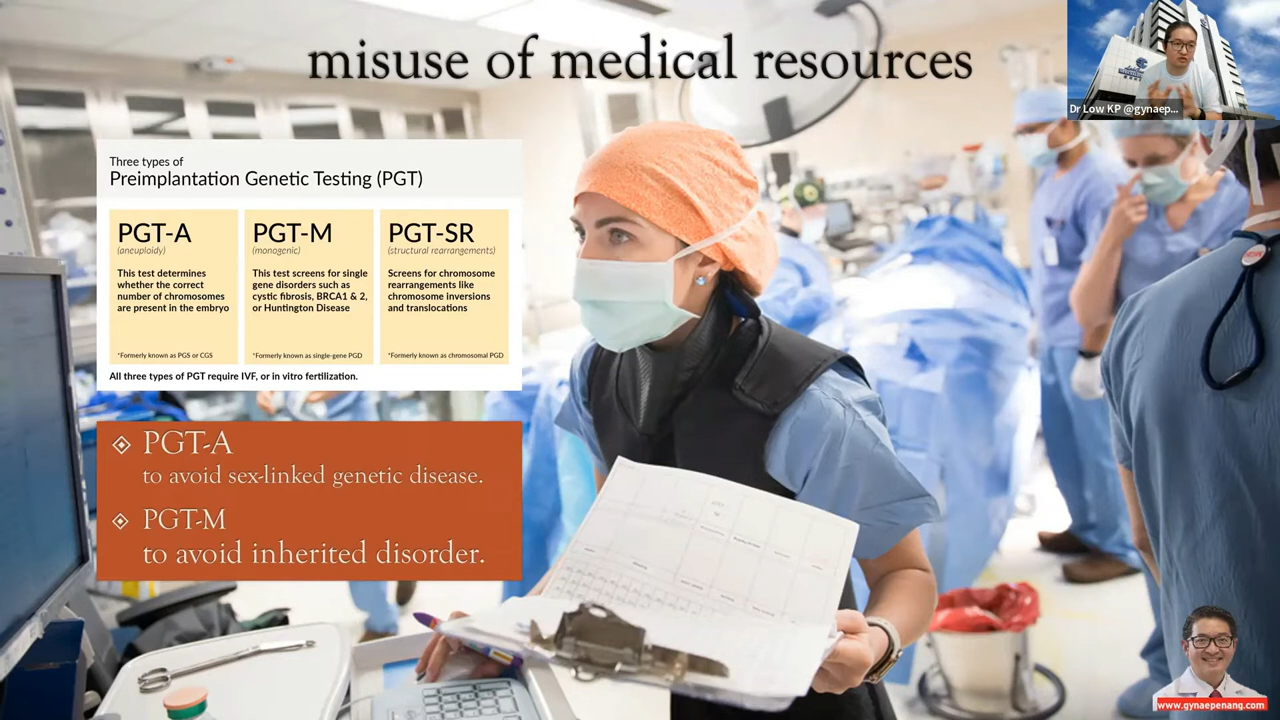 misuse of medical resources
Dr Low KP @gynaep...
Three types of
Preimplantation Genetic Testing (PGT)
PGT-A
(aneuploidy)
This test determines
whether the correct
number of chromosomes
are present in the embryo
*Formerly known as PGS or CGS
PGT-M
(monogenic)
This test screens for single
gene disorders such as
cystic fibrosis, BRCA1 & 2,
or Huntington Disease
*Formerly known as single-gene PGD
PGT-SR
(structural rearrangements)
Screens for chromosome
rearrangements like
chromosome inversions
and translocations
*Formerly known as chromosomal PGD
All three types of PGT require IVF, or in vitro fertilization.
PGT-A
to avoid sex-linked genetic disease.
PGT-M
to avoid inherited disorder.
www.gynaepenang.com